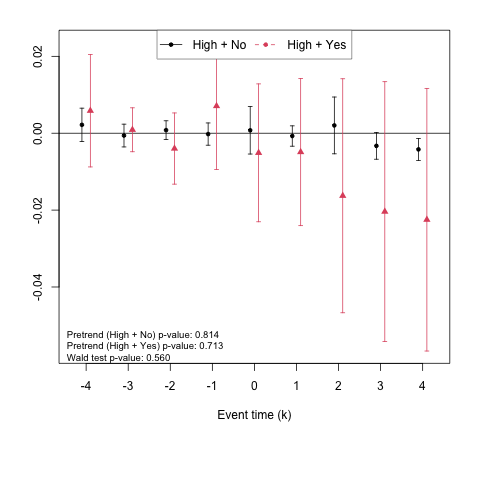 High + No High + Yes
0.02
0.00
-0.02
-0.04
Pretrend (High + No) p-value: 0.814
Pretrend (High + Yes) p-value: 0.713
Wald test p-value: 0.560
-4 -3 -2 -1 0 1 2 3 4
Event time (k)